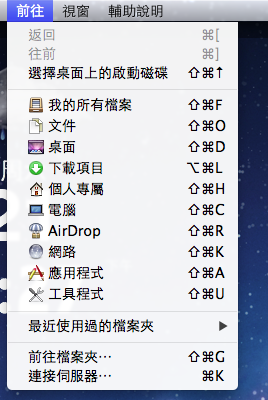 前往 視窗 輔助說明
返回 ⌘[
往前 ⌘]
選擇桌面上的啟動磁碟 ⇧⌘↑
我的所有檔案 ⇧⌘F
文件 ⇧⌘O
桌面 ⇧⌘D
下載項目 ⌥⌘L
個人專屬 ⇧⌘H
電腦 ⇧⌘C
AirDrop ⇧⌘R
網路 ⇧⌘K
應用程式 ⇧⌘A
工具程式 ⇧⌘U
最近使用過的檔案夾 ▶
前往檔案夾⋯ ⇧⌘G
連接伺服器⋯ ⌘K